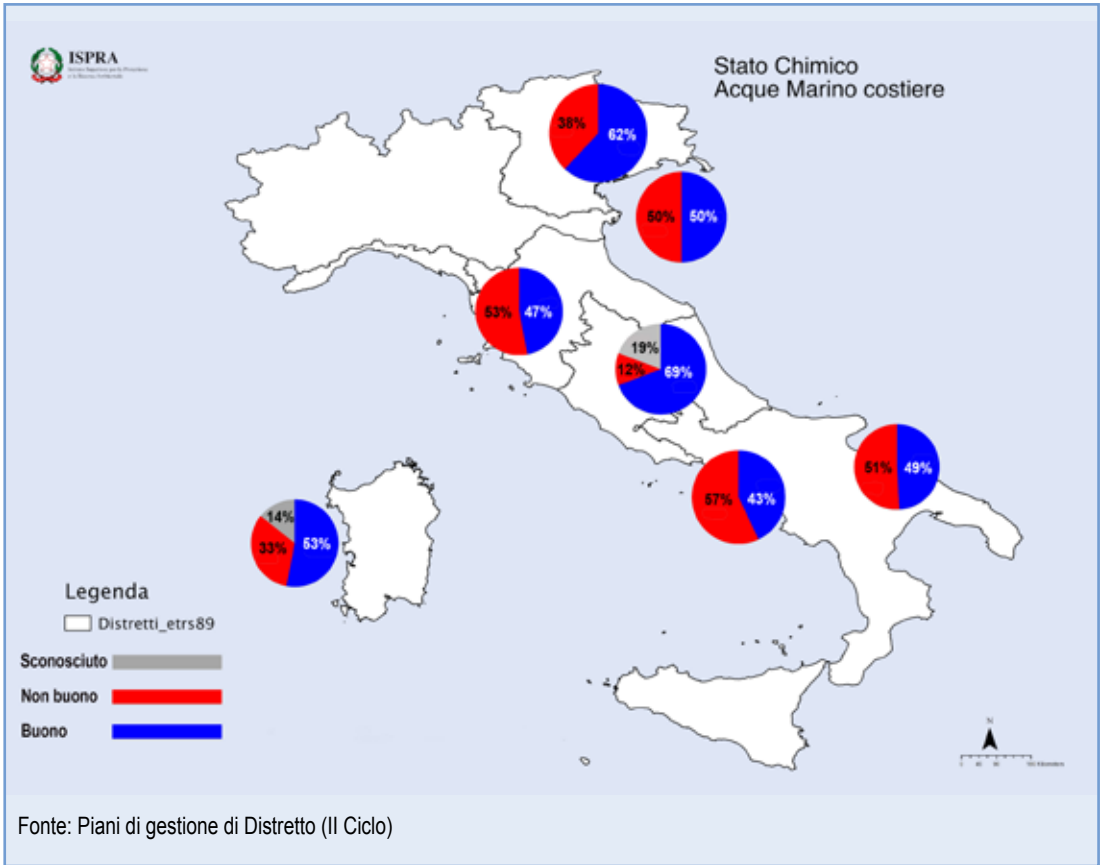 ISPRA
Stato Chimico
Acque Marino costiere
38%
62%
50%
50%
53%
47%
19%
12%
69%
51%
49%
57%
43%
14%
33%
53%
Legenda
Distretti_etrs89
Sconosciuto
Non buono
Buono
N
Fonte: Piani di gestione di Distretto (II Ciclo)